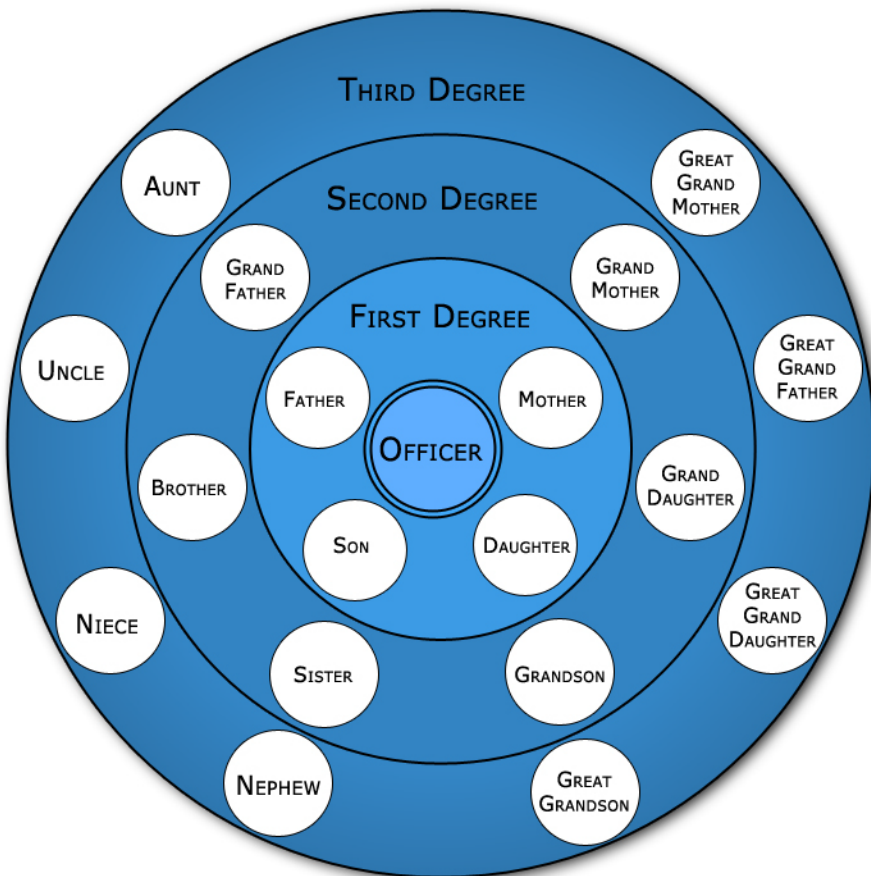 Third Degree
Aunt
Great
Grand
Mother
Second Degree
Grand
Father
Grand
Mother
First Degree
Uncle
Great
Grand
Father
Father
Mother
Officer
Brother
Grand
Daughter
Son
Daughter
Niece
Great
Grand
Daughter
Sister
Grandson
Nephew
Great
Grandson